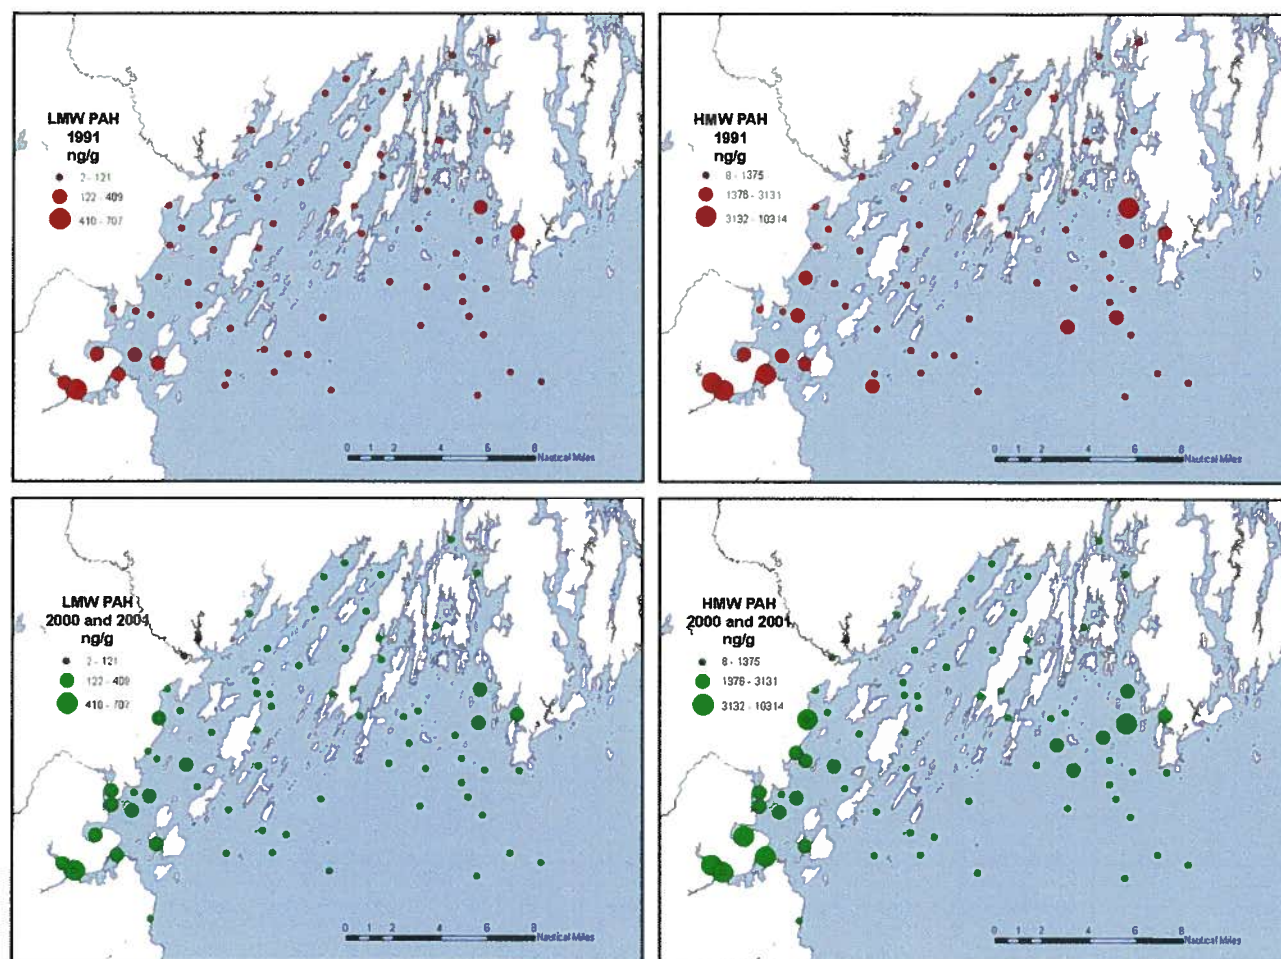 LMW PAH
1991
ng/g
2 - 121
122 - 409
410 - 707
0 1 2 4 6 8
Nautical Miles
HMW PAH
1991
ng/g
8 - 1375
1376 - 3131
3132 - 10314
0 1 2 4 6 8
Nautical Miles
LMW PAH
2000 and 2001
ng/g
2 - 121
122 - 409
410 - 707
0 1 2 4 6 8
Nautical Miles
HMW PAH
2000 and 2001
ng/g
8 - 1375
1376 - 3131
3132 - 10314
0 1 2 4 6 8
Nautical Miles